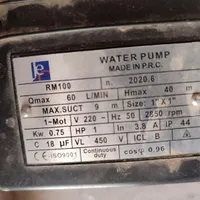 WATER PUMP
MADE IN P.R.C.
RM100 n. 2020.6
Qmax 60 L/MIN Hmax 40 m
MAX.SUCT 9 m Size: 1"X 1"
1-Mot V 220~ Hz 50 2850 rpm
Kw 0.75 HP 1 In 3.8 A IP 44
C 18 µF VL 450 V ICL. B
CE ISO9001 cosφ 0.96